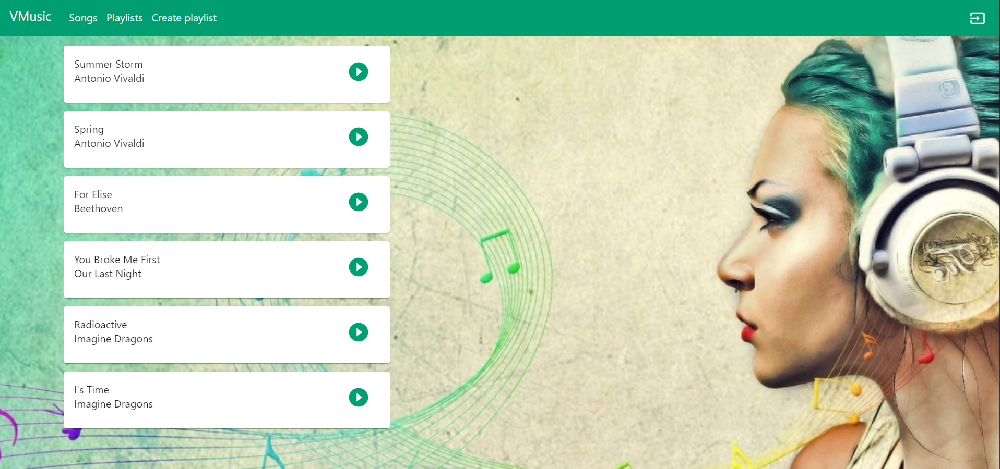 VMusic Songs Playlists Create playlist
Summer Storm
Antonio Vivaldi
Spring
Antonio Vivaldi
For Elise
Beethoven
You Broke Me First
Our Last Night
Radioactive
Imagine Dragons
I's Time
Imagine Dragons